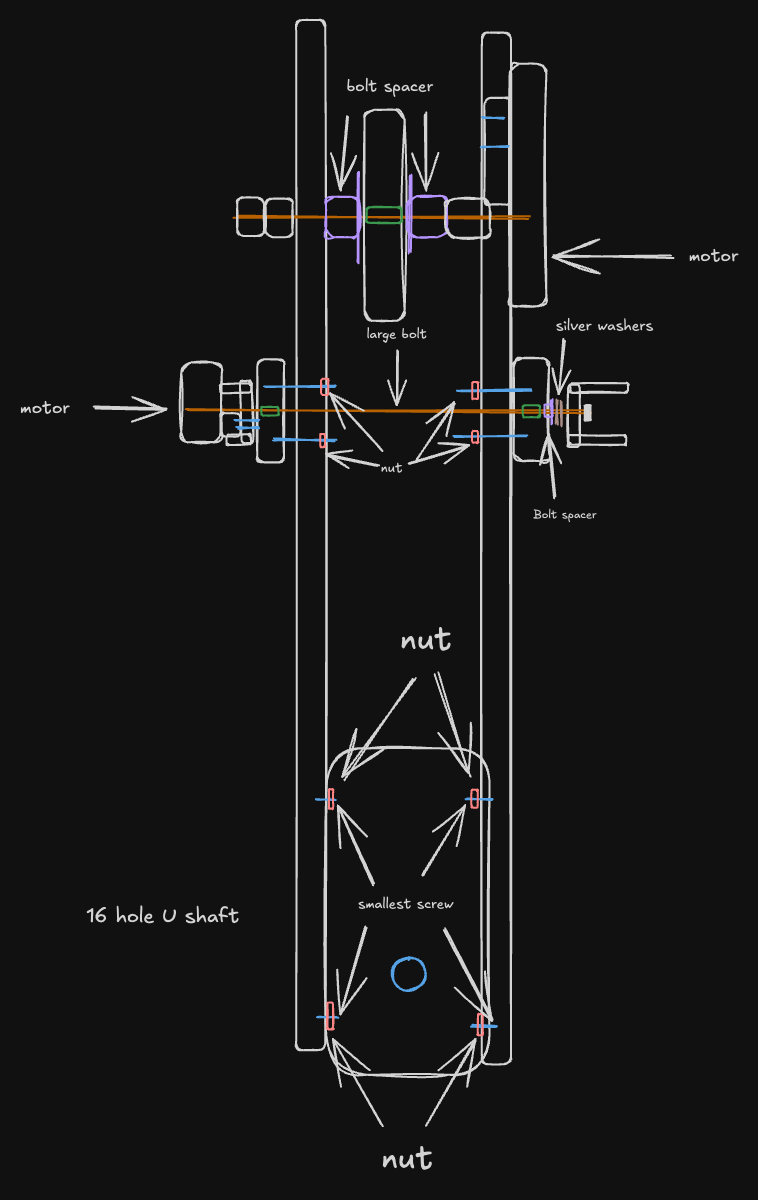 bolt spacer
motor
silver washers
large bolt
motor
nut
Bolt spacer
nut
smallest screw
16 hole U shaft
nut